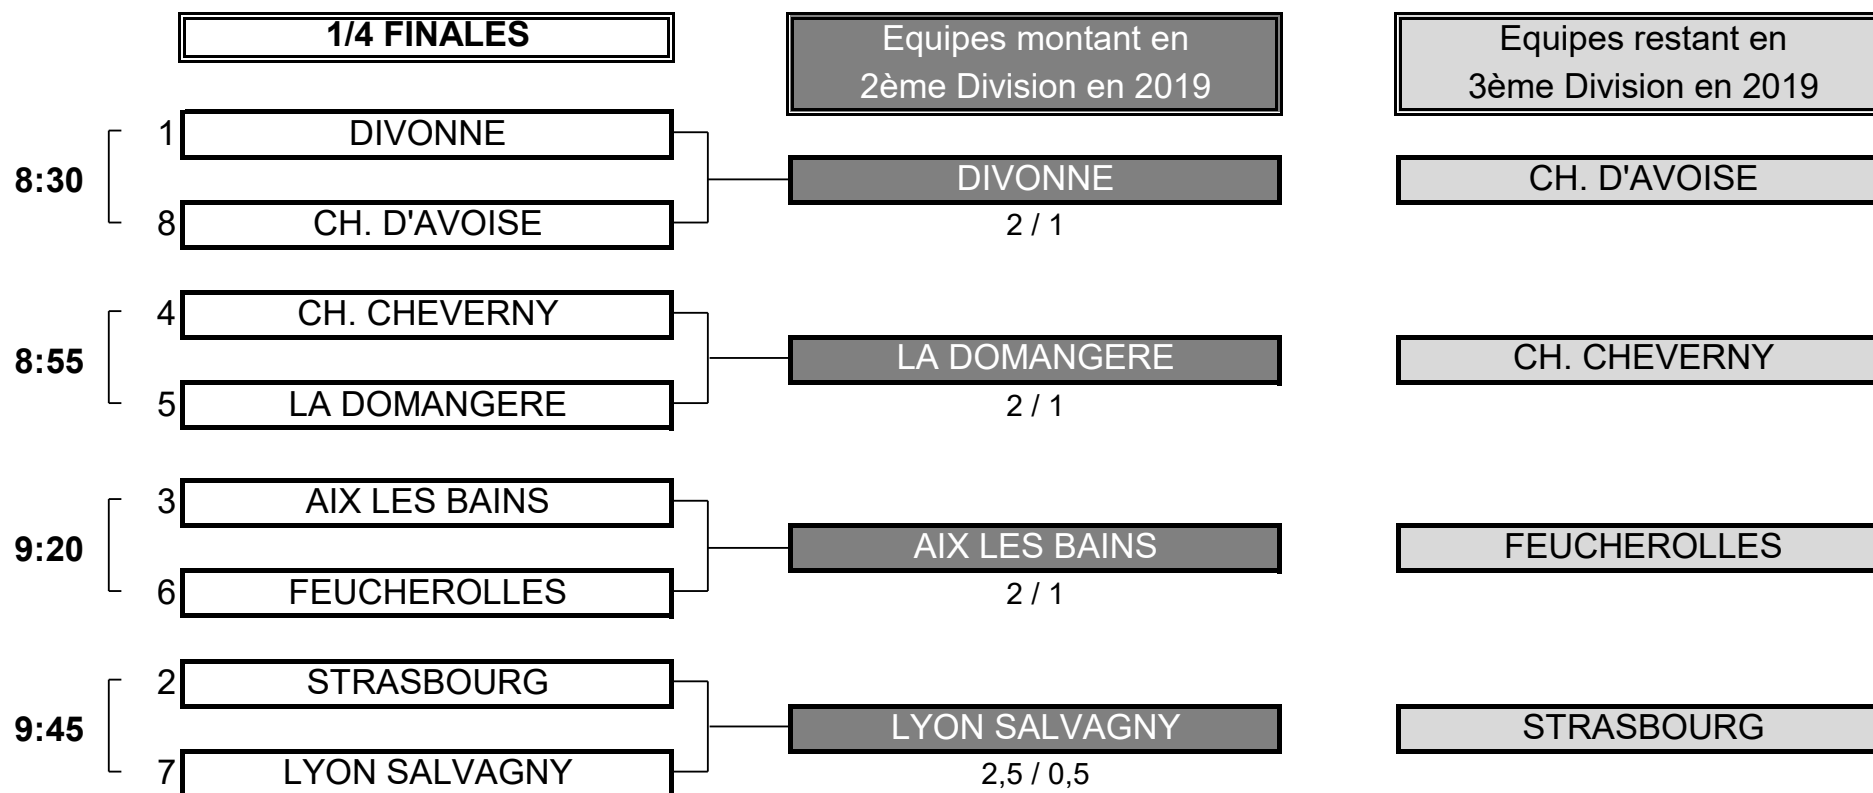 1/4 FINALES
Equipes montant en
2ème Division en 2019
Equipes restant en
3ème Division en 2019
8:30
1 DIVONNE
8 CH. D'AVOISE
DIVONNE
2 / 1
CH. D'AVOISE
8:55
4 CH. CHEVERNY
5 LA DOMANGERE
LA DOMANGERE
2 / 1
CH. CHEVERNY
9:20
3 AIX LES BAINS
6 FEUCHEROLLES
AIX LES BAINS
2 / 1
FEUCHEROLLES
9:45
2 STRASBOURG
7 LYON SALVAGNY
LYON SALVAGNY
2,5 / 0,5
STRASBOURG